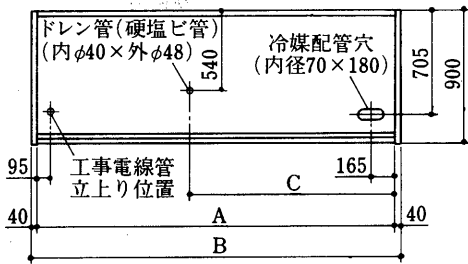 ドレン管(硬塩ビ管)
(内φ40×外φ48)
540
冷媒配管穴
(内径70×180)
705
900
95
工事電線管
立上り位置
165
C
40
A
40
B